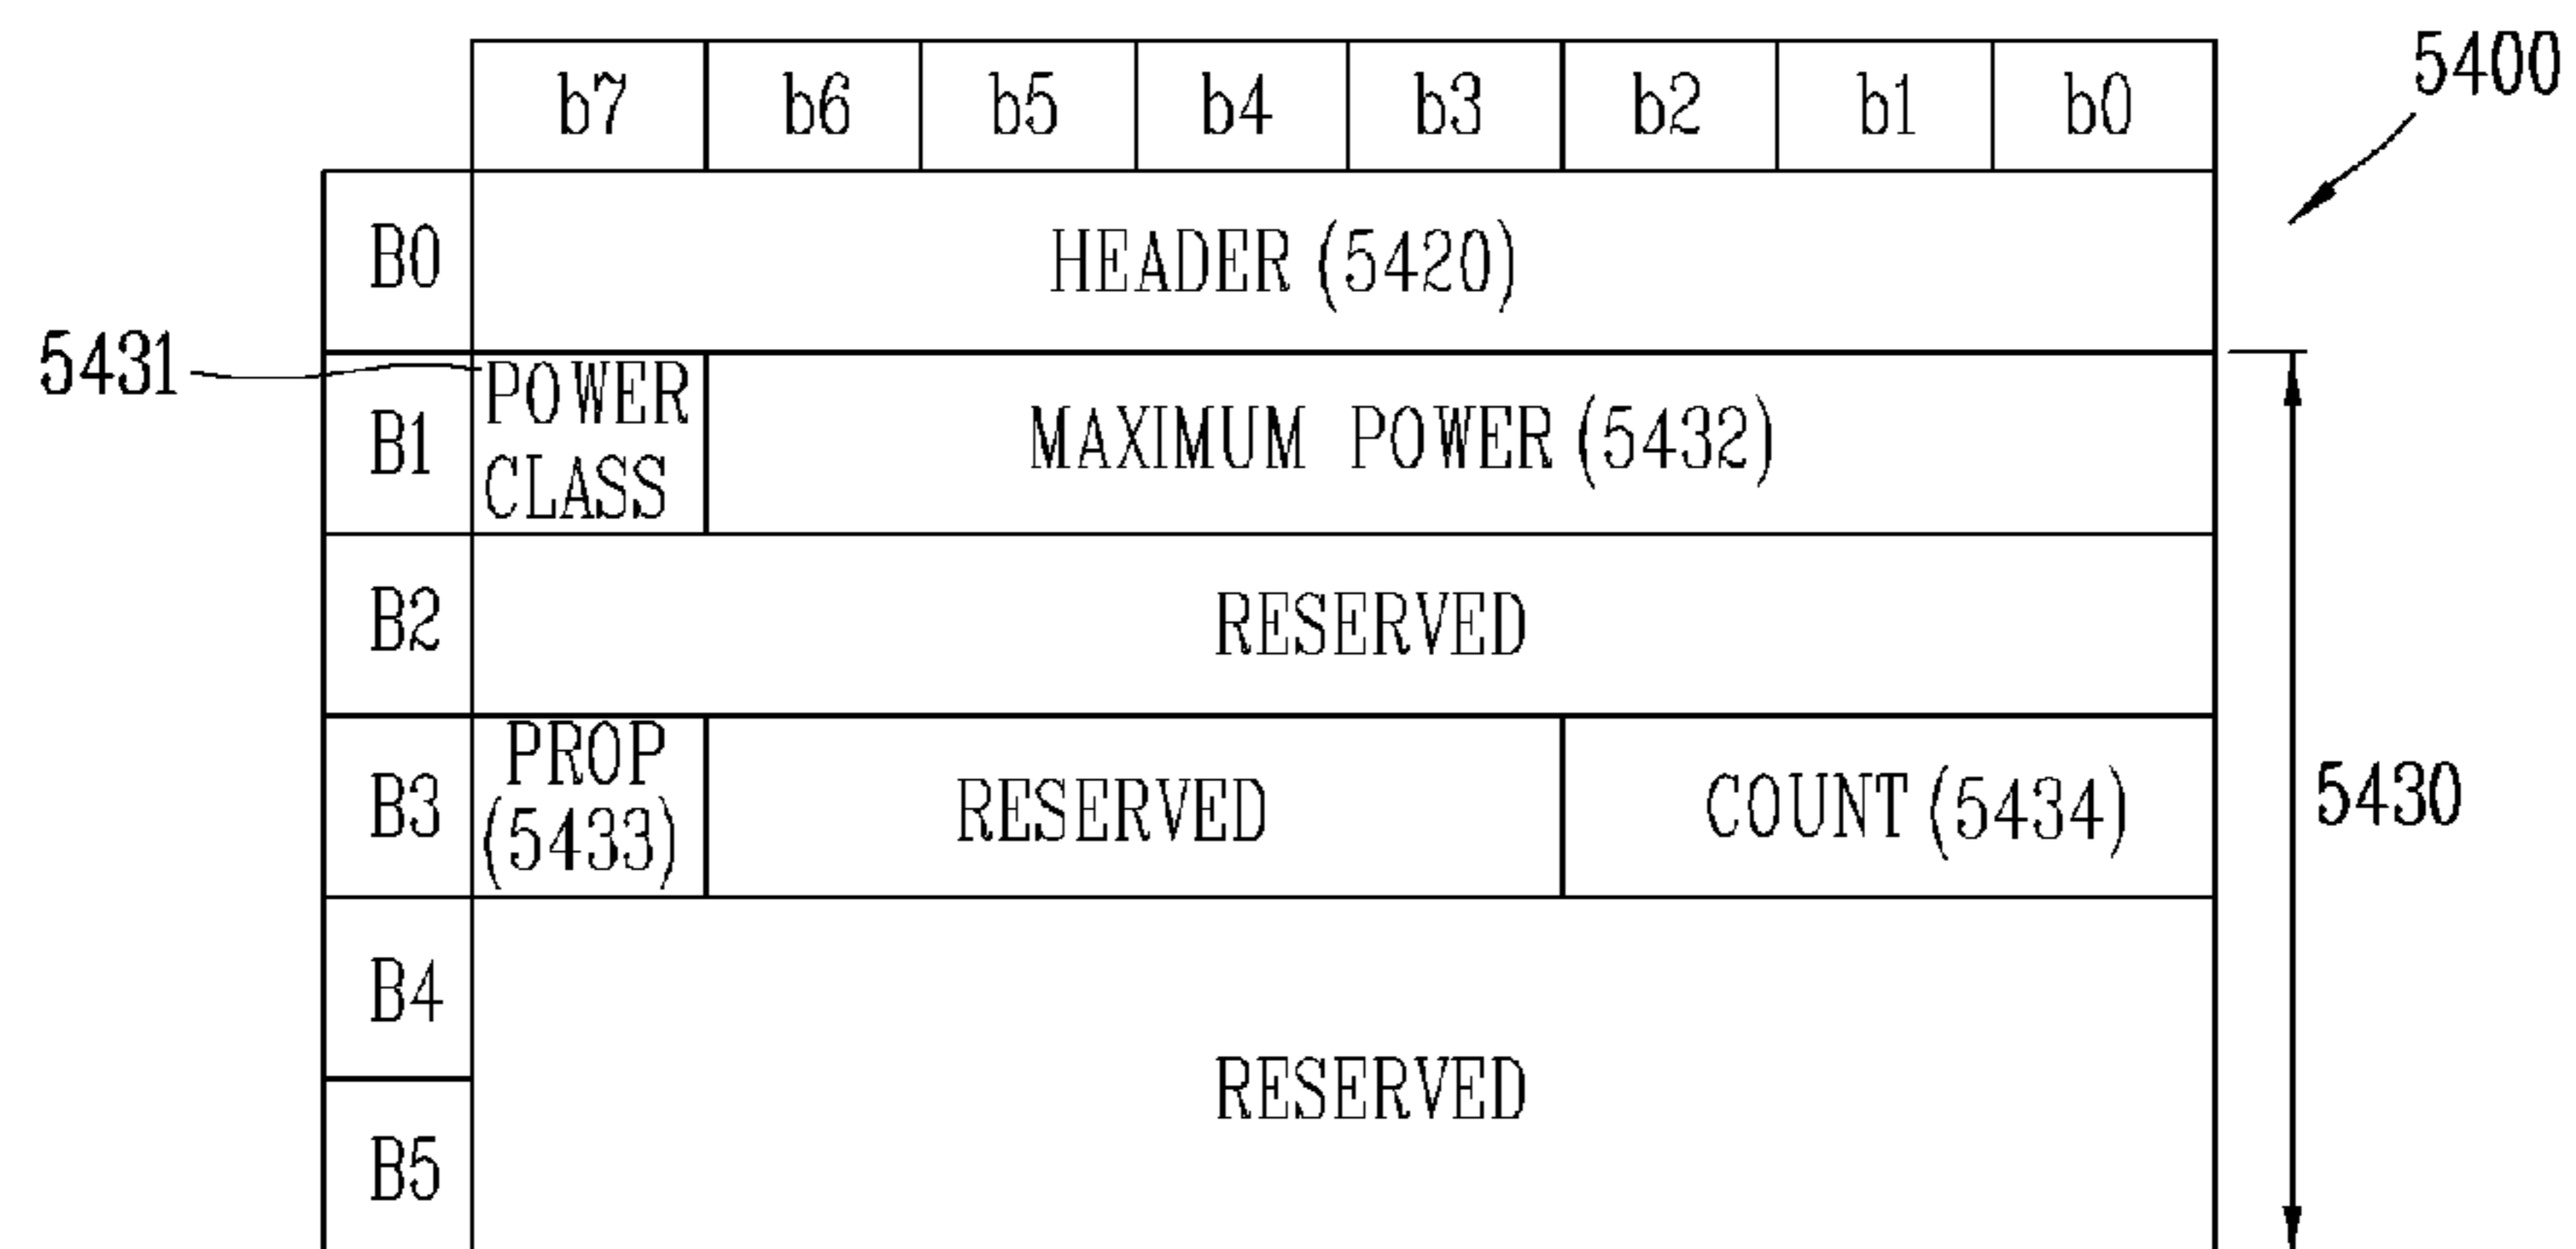 b7 b6 b5 b4 b3 b2 b1 b0
5400
B0 HEADER (5420)
5431
B1 POWER CLASS MAXIMUM POWER (5432)
B2 RESERVED
B3 PROP (5433) RESERVED COUNT (5434)
5430
B4
RESERVED
B5